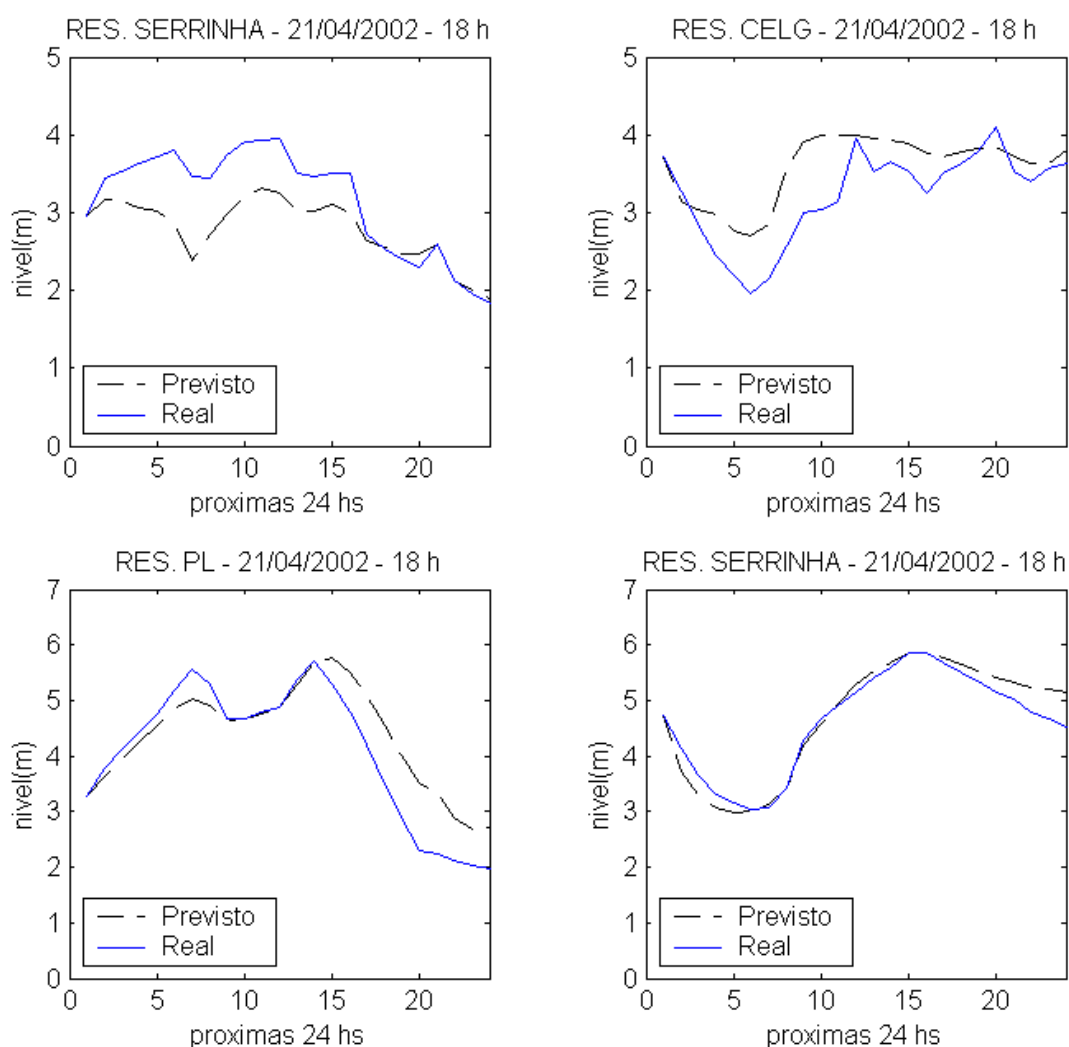 RES. SERRINHA - 21/04/2002 - 18 h
5
4
3
2
1
0
nivel(m)
Previsto
Real
0 5 10 15 20
proximas 24 hs
RES. CELG - 21/04/2002 - 18 h
5
4
3
2
1
0
nivel(m)
Previsto
Real
0 5 10 15 20
proximas 24 hs
RES. PL - 21/04/2002 - 18 h
7
6
5
4
3
2
1
0
nivel(m)
Previsto
Real
0 5 10 15 20
proximas 24 hs
RES. SERRINHA - 21/04/2002 - 18 h
7
6
5
4
3
2
1
0
nivel(m)
Previsto
Real
0 5 10 15 20
proximas 24 hs